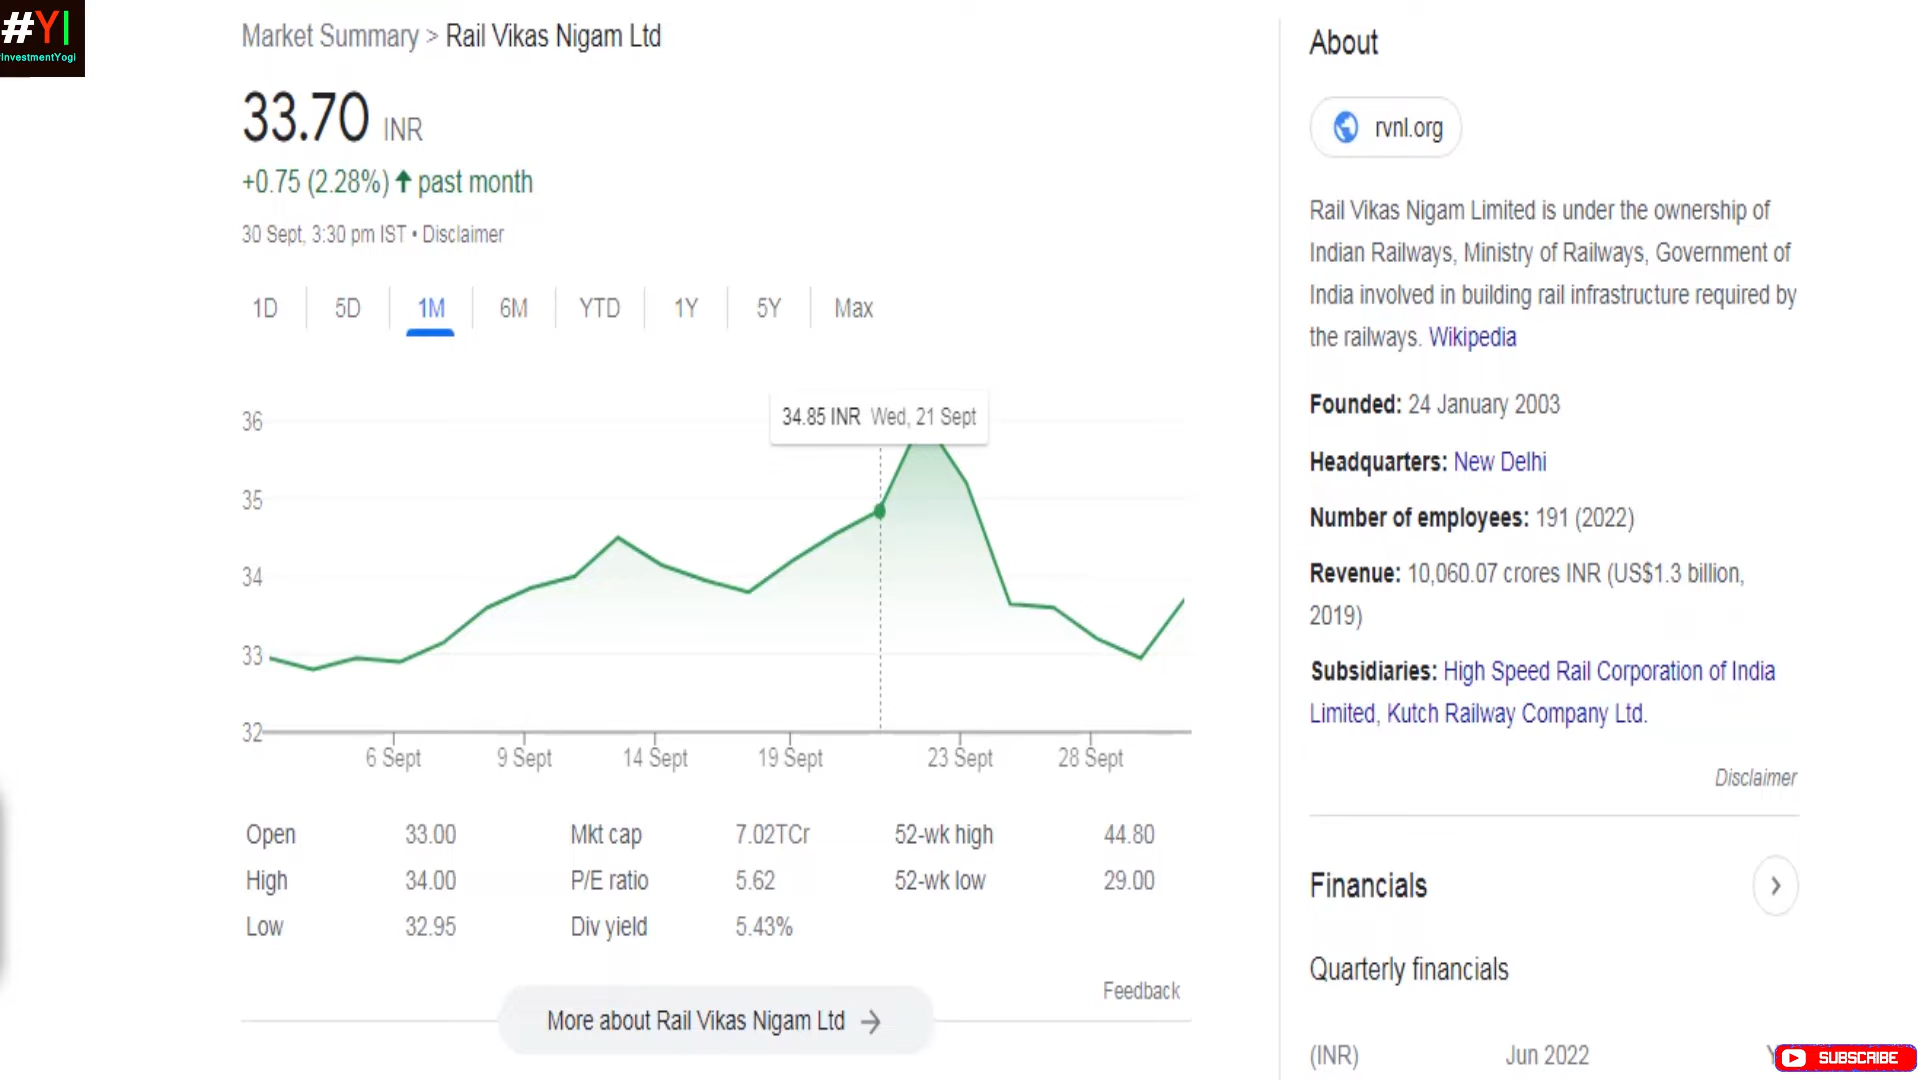 #YI
InvestmentYogi
Market Summary > Rail Vikas Nigam Ltd
33.70 INR
+0.75 (2.28%) ↑ past month
30 Sept, 3:30 pm IST • Disclaimer
1D 5D 1M 6M YTD 1Y 5Y Max
34.85 INR Wed, 21 Sept
36
35
34
33
32
6 Sept 9 Sept 14 Sept 19 Sept 23 Sept 28 Sept
Open 33.00 Mkt cap 7.02TCr 52-wk high 44.80
High 34.00 P/E ratio 5.62 52-wk low 29.00
Low 32.95 Div yield 5.43%
Feedback
More about Rail Vikas Nigam Ltd →
About
rvnl.org
Rail Vikas Nigam Limited is under the ownership of
Indian Railways, Ministry of Railways, Government of
India involved in building rail infrastructure required by
the railways. Wikipedia
Founded: 24 January 2003
Headquarters: New Delhi
Number of employees: 191 (2022)
Revenue: 10,060.07 crores INR (US$1.3 billion,
2019)
Subsidiaries: High Speed Rail Corporation of India
Limited, Kutch Railway Company Ltd.
Disclaimer
Financials
Quarterly financials
(INR) Jun 2022
SUBSCRIBE